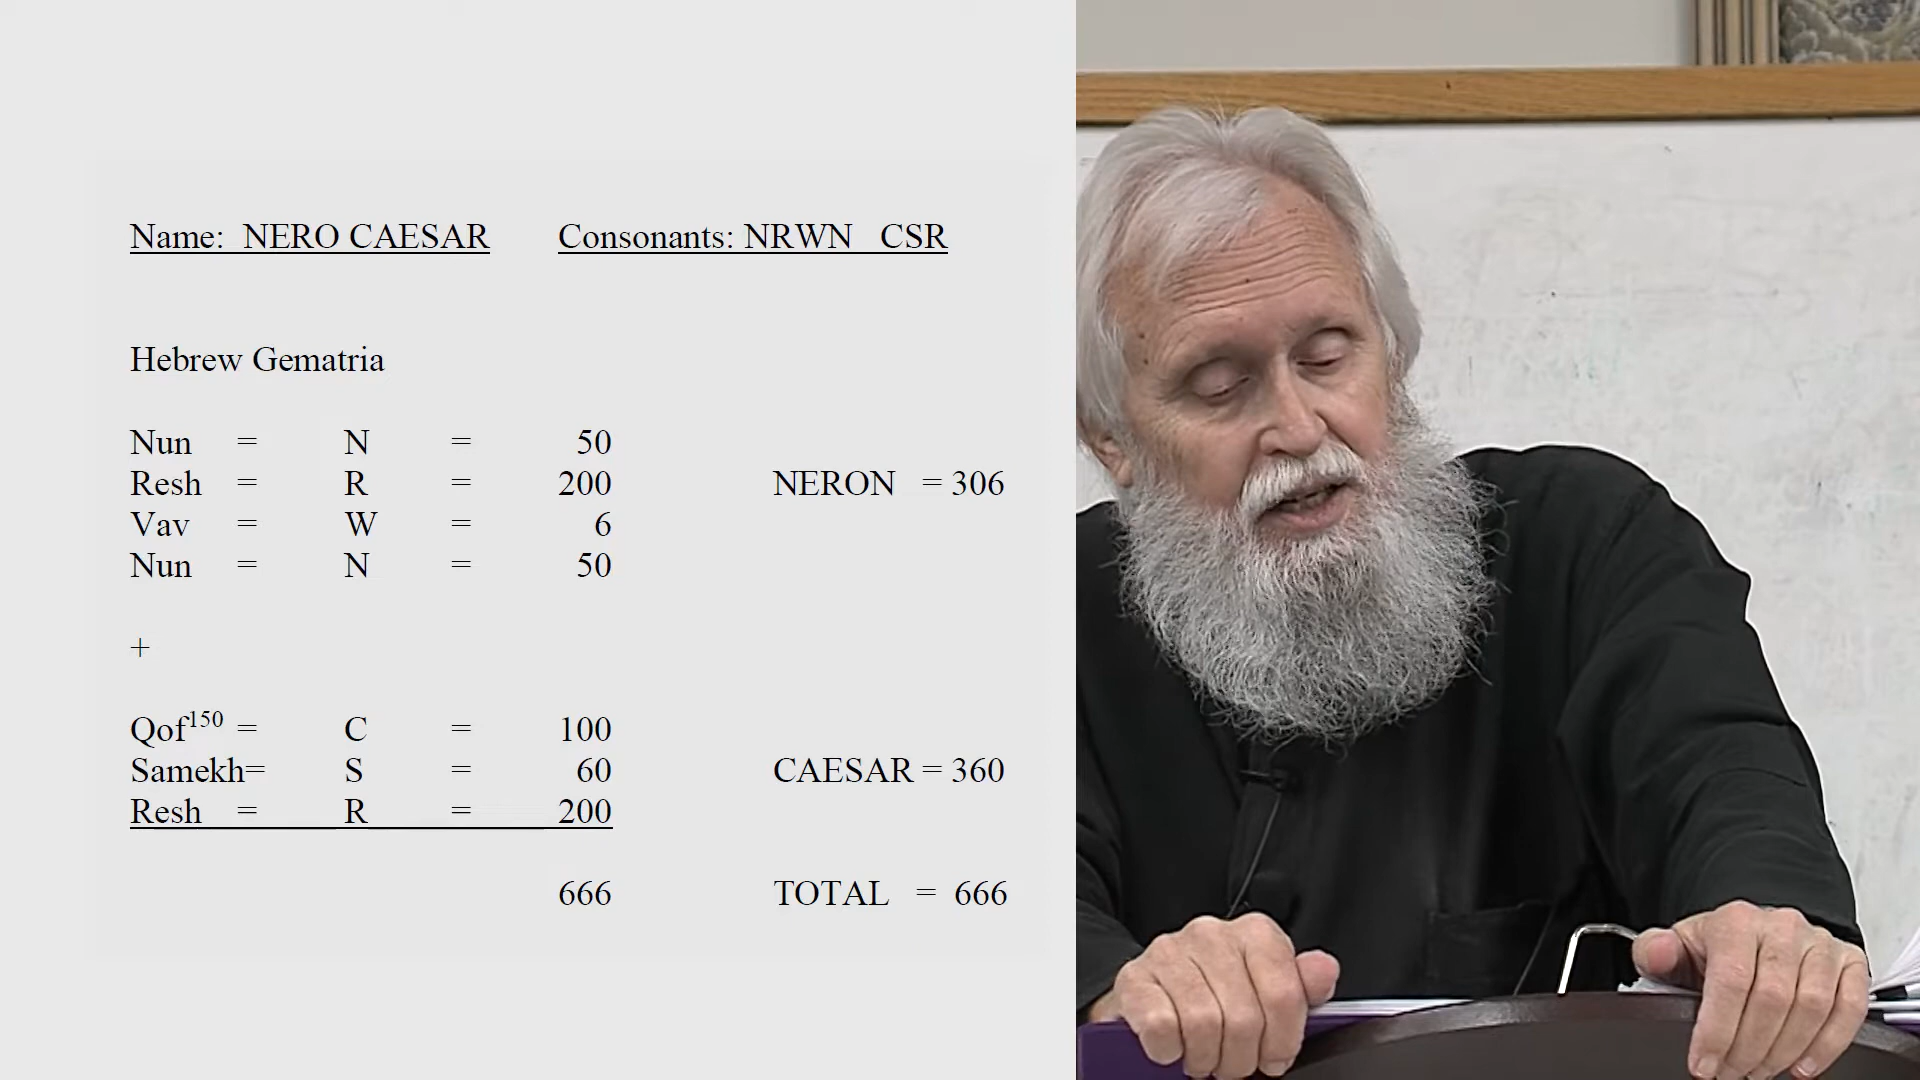 Name: NERO CAESAR Consonants: NRWN CSR
Hebrew Gematria
Nun = N = 50
Resh = R = 200 NERON = 306
Vav = W = 6
Nun = N = 50
+
Qof150 = C = 100
Samekh= S = 60 CAESAR = 360
Resh = R = 200
666 TOTAL = 666